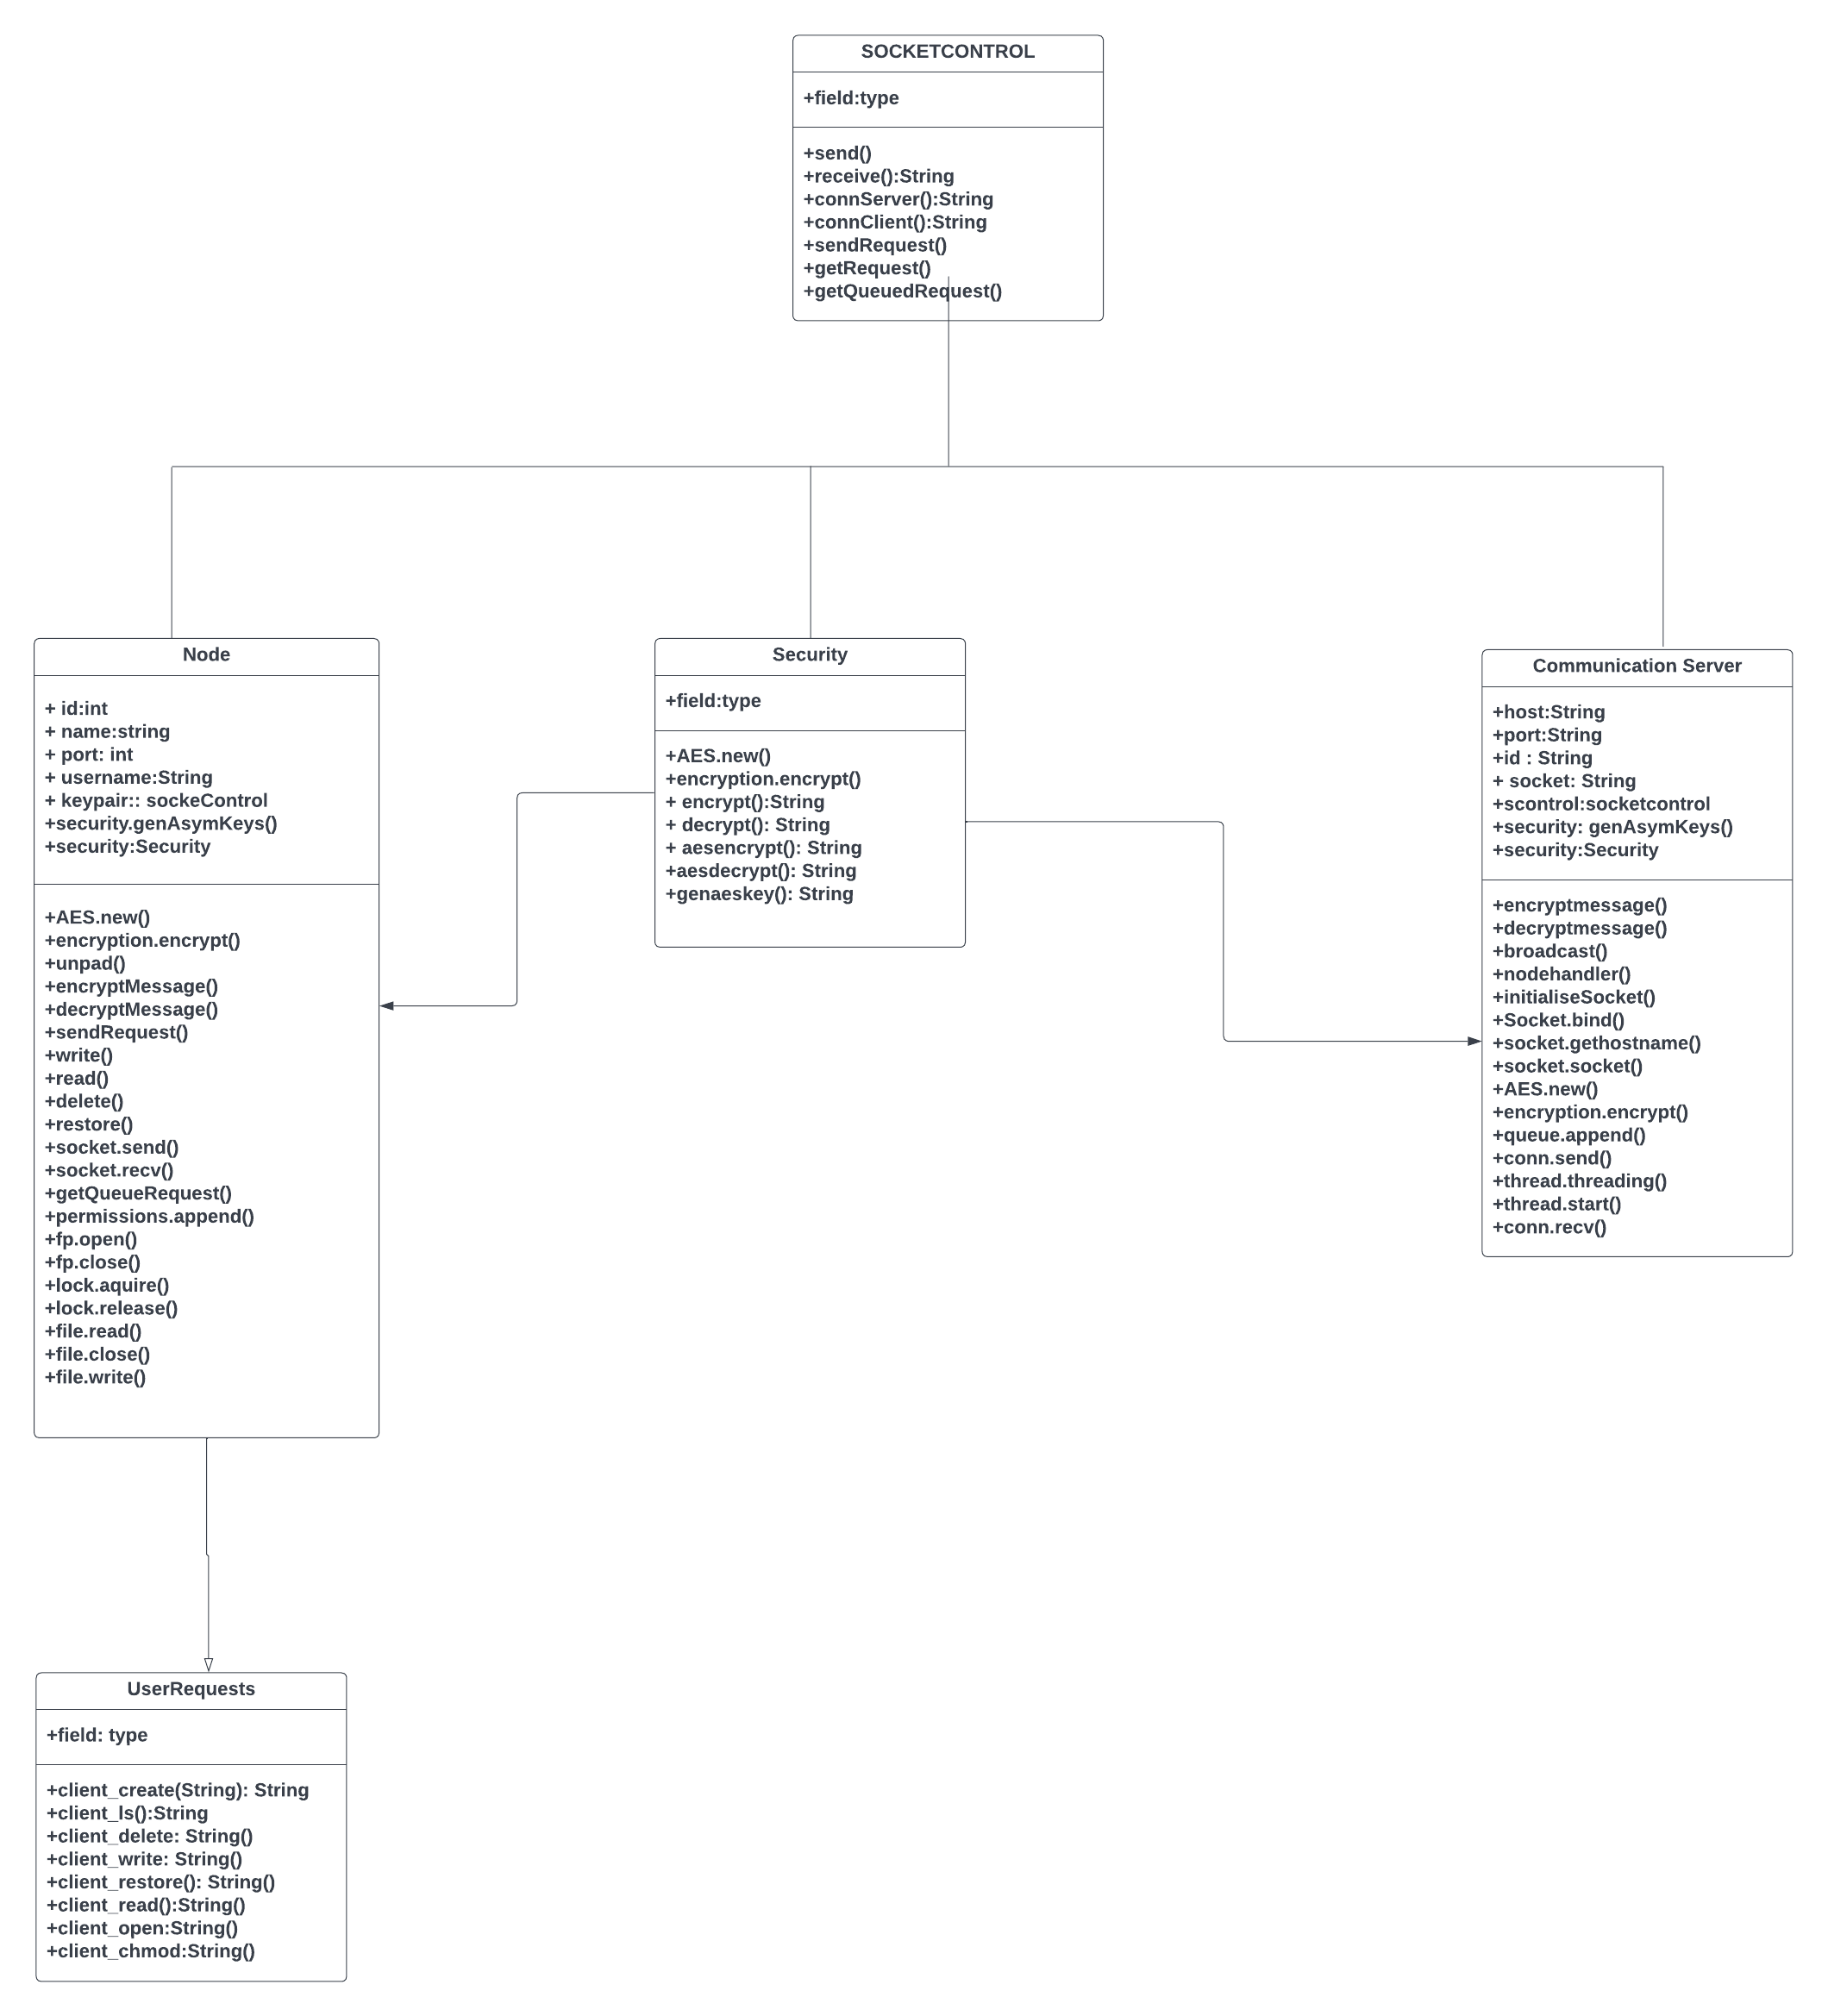 SOCKETCONTROL
+field:type
+send()
+receive():String
+connServer():String
+connClient():String
+sendRequest()
+getRequest()
+getQueuedRequest()
Node
+ id:int
+ name:string
+ port: int
+ username:String
+ keypair:: sockeControl
+security.genAsymKeys()
+security:Security
+AES.new()
+encryption.encrypt()
+unpad()
+encryptMessage()
+decryptMessage()
+sendRequest()
+write()
+read()
+delete()
+restore()
+socket.send()
+socket.recv()
+getQueueRequest()
+permissions.append()
+fp.open()
+fp.close()
+lock.aquire()
+lock.release()
+file.read()
+file.close()
+file.write()
Security
+field:type
+AES.new()
+encryption.encrypt()
+ encrypt():String
+ decrypt(): String
+ aesencrypt(): String
+aesdecrypt(): String
+genaeskey(): String
Communication Server
+host:String
+port:String
+id : String
+ socket: String
+scontrol:socketcontrol
+security: genAsymKeys()
+security:Security
+encryptmessage()
+decryptmessage()
+broadcast()
+nodehandler()
+initialiseSocket()
+Socket.bind()
+socket.gethostname()
+socket.socket()
+AES.new()
+encryption.encrypt()
+queue.append()
+conn.send()
+thread.threading()
+thread.start()
+conn.recv()
UserRequests
+field: type
+client_create(String): String
+client_ls():String
+client_delete: String()
+client_write: String()
+client_restore(): String()
+client_read():String()
+client_open:String()
+client_chmod:String()